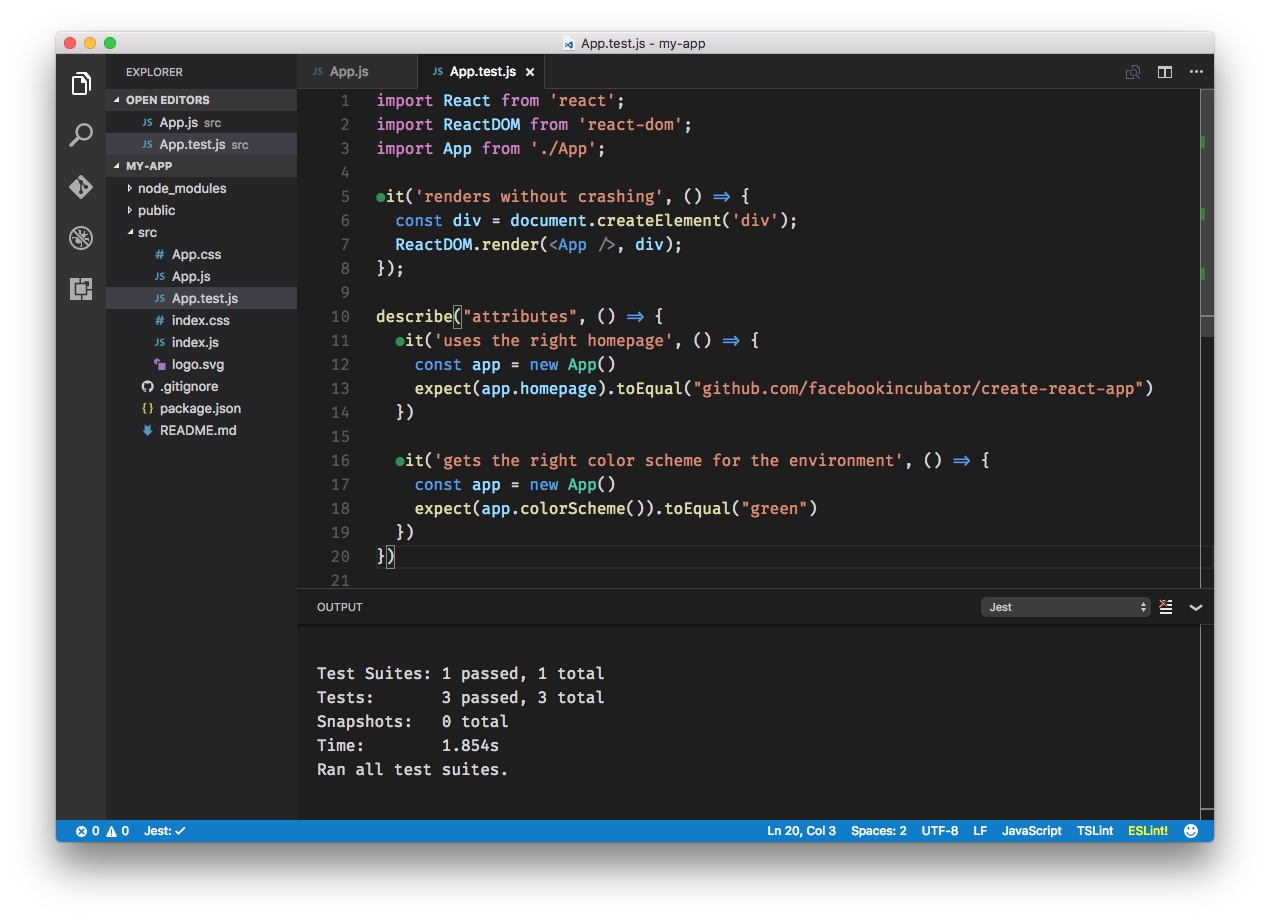 App.test.js - my-app
EXPLORER
OPEN EDITORS
JS App.js src
JS App.test.js src
MY-APP
node_modules
public
src
# App.css
JS App.js
JS App.test.js
# index.css
JS index.js
logo.svg
.gitignore
{} package.json
README.md
JS App.js
JS App.test.js ×
1 import React from 'react';
2 import ReactDOM from 'react-dom';
3 import App from './App';
4
5 it('renders without crashing', () => {
6 const div = document.createElement('div');
7 ReactDOM.render(<App />, div);
8 });
9
10 describe("attributes", () => {
11 it('uses the right homepage', () => {
12 const app = new App()
13 expect(app.homepage).toEqual("github.com/facebookincubator/create-react-app")
14 })
15
16 it('gets the right color scheme for the environment', () => {
17 const app = new App()
18 expect(app.colorScheme()).toEqual("green")
19 })
20 })
21
OUTPUT
Jest
Test Suites: 1 passed, 1 total
Tests: 3 passed, 3 total
Snapshots: 0 total
Time: 1.854s
Ran all test suites.
0 0 Jest: ✓
Ln 20, Col 3 Spaces: 2 UTF-8 LF JavaScript TSLint ESLint!